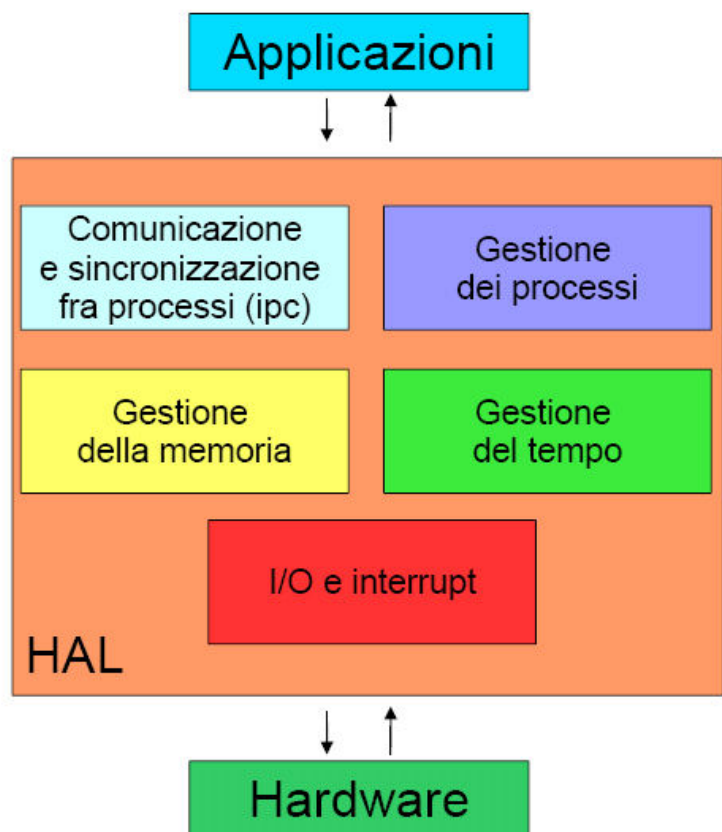 Applicazioni
Comunicazione
e sincronizzazione
fra processi (ipc)
Gestione
dei processi
Gestione
della memoria
Gestione
del tempo
I/O e interrupt
HAL
Hardware